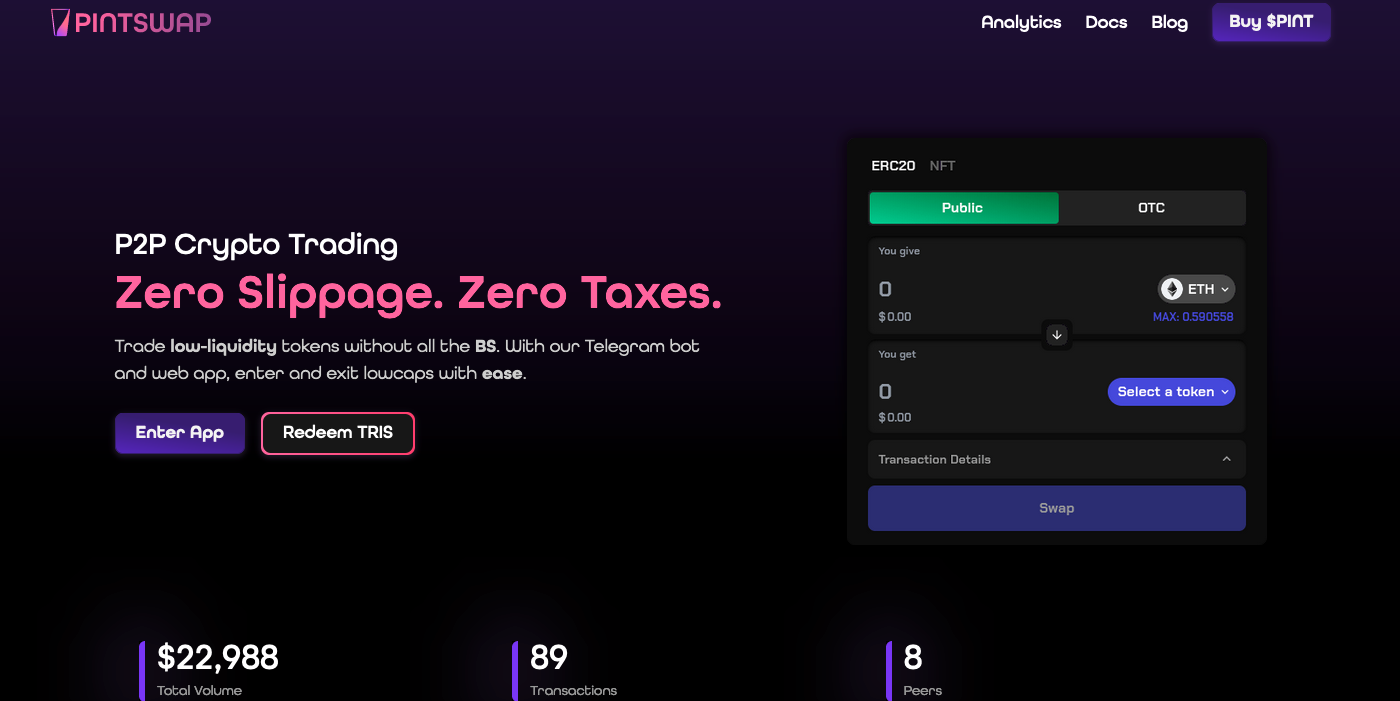 PINTSWAP
Analytics Docs Blog Buy $PINT
ERC20 NFT
Public OTC
You give
0 ETH
$0.00 MAX: 0.590558
You get
0 Select a token
$0.00
Transaction Details
Swap
P2P Crypto Trading
Zero Slippage. Zero Taxes.
Trade low-liquidity tokens without all the BS. With our Telegram bot
and web app, enter and exit lowcaps with ease.
Enter App Redeem TRIS
$22,988 89 8
Total Volume Transactions Peers